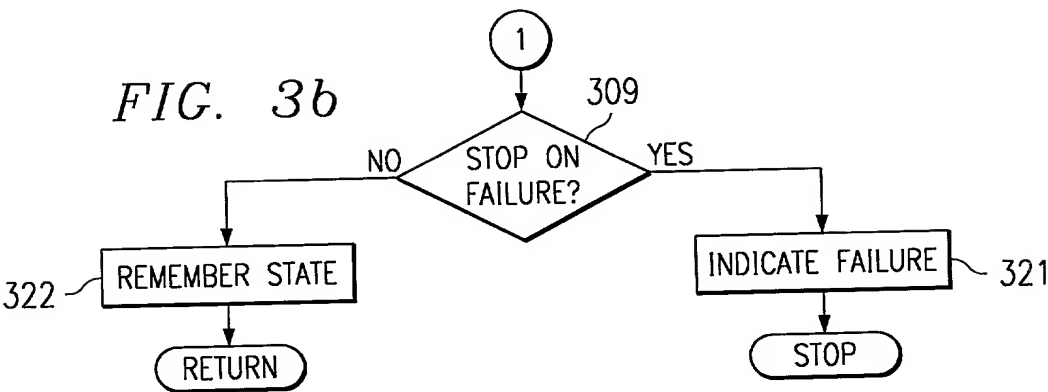 1
FIG. 3b
309
NO
STOP ON
FAILURE?
YES
322
REMEMBER STATE
INDICATE FAILURE
321
RETURN
STOP